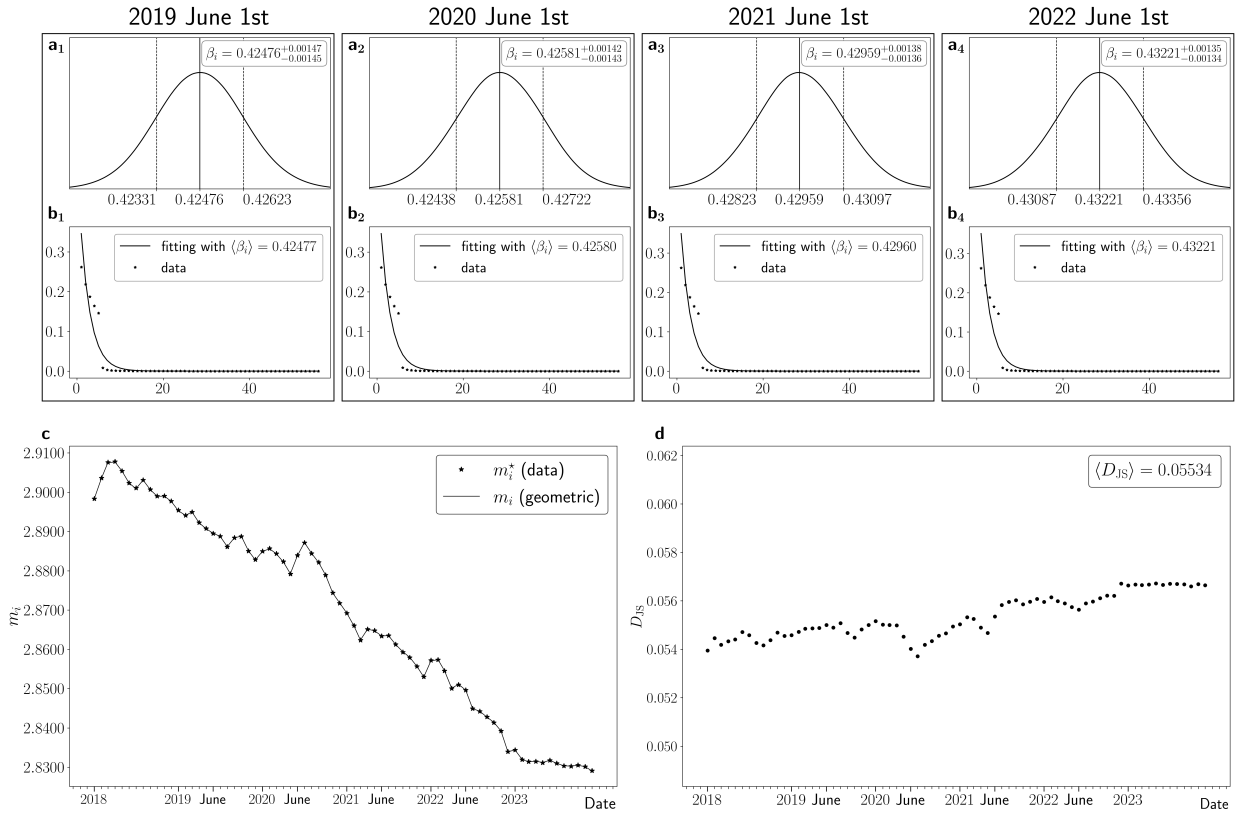 2019 June 1st
2020 June 1st
2021 June 1st
2022 June 1st
a₁
βᵢ = 0.42476 +0.00147 −0.00145
0.42331 0.42476 0.42623
a₂
βᵢ = 0.42581 +0.00142 −0.00143
0.42438 0.42581 0.42722
a₃
βᵢ = 0.42959 +0.00138 −0.00136
0.42823 0.42959 0.43097
a₄
βᵢ = 0.43221 +0.00135 −0.00134
0.43087 0.43221 0.43356
b₁
fitting with ⟨βᵢ⟩ = 0.42477
data
0.3
0.2
0.1
0.0
0 20 40
b₂
fitting with ⟨βᵢ⟩ = 0.42580
data
0.3
0.2
0.1
0.0
0 20 40
b₃
fitting with ⟨βᵢ⟩ = 0.42960
data
0.3
0.2
0.1
0.0
0 20 40
b₄
fitting with ⟨βᵢ⟩ = 0.43221
data
0.3
0.2
0.1
0.0
0 20 40
c
mᵢ⋆ (data)
mᵢ (geometric)
2.9100
2.9000
2.8900
2.8800
2.8700
2.8600
2.8500
2.8400
2.8300
mᵢ
2018 2019 June 2020 June 2021 June 2022 June 2023
Date
d
⟨D_JS⟩ = 0.05534
0.062
0.060
0.058
0.056
0.054
0.052
0.050
D_JS
2018 2019 June 2020 June 2021 June 2022 June 2023
Date